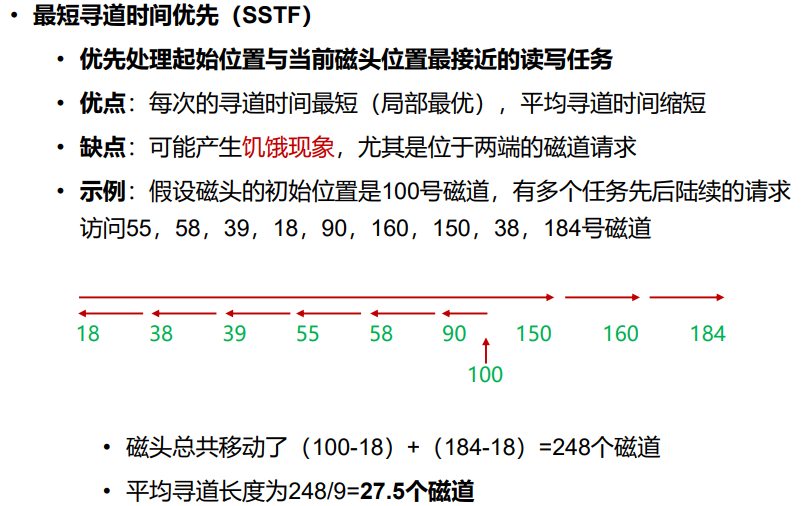 • 最短寻道时间优先（SSTF）
• 优先处理起始位置与当前磁头位置最接近的读写任务
• 优点：每次的寻道时间最短（局部最优），平均寻道时间缩短
• 缺点：可能产生饥饿现象，尤其是位于两端的磁道请求
• 示例：假设磁头的初始位置是100号磁道，有多个任务先后陆续的请求
访问55，58，39，18，90，160，150，38，184号磁道
18 38 39 55 58 90 150 160 184
100
• 磁头总共移动了（100-18）+（184-18）=248个磁道
• 平均寻道长度为248/9=27.5个磁道